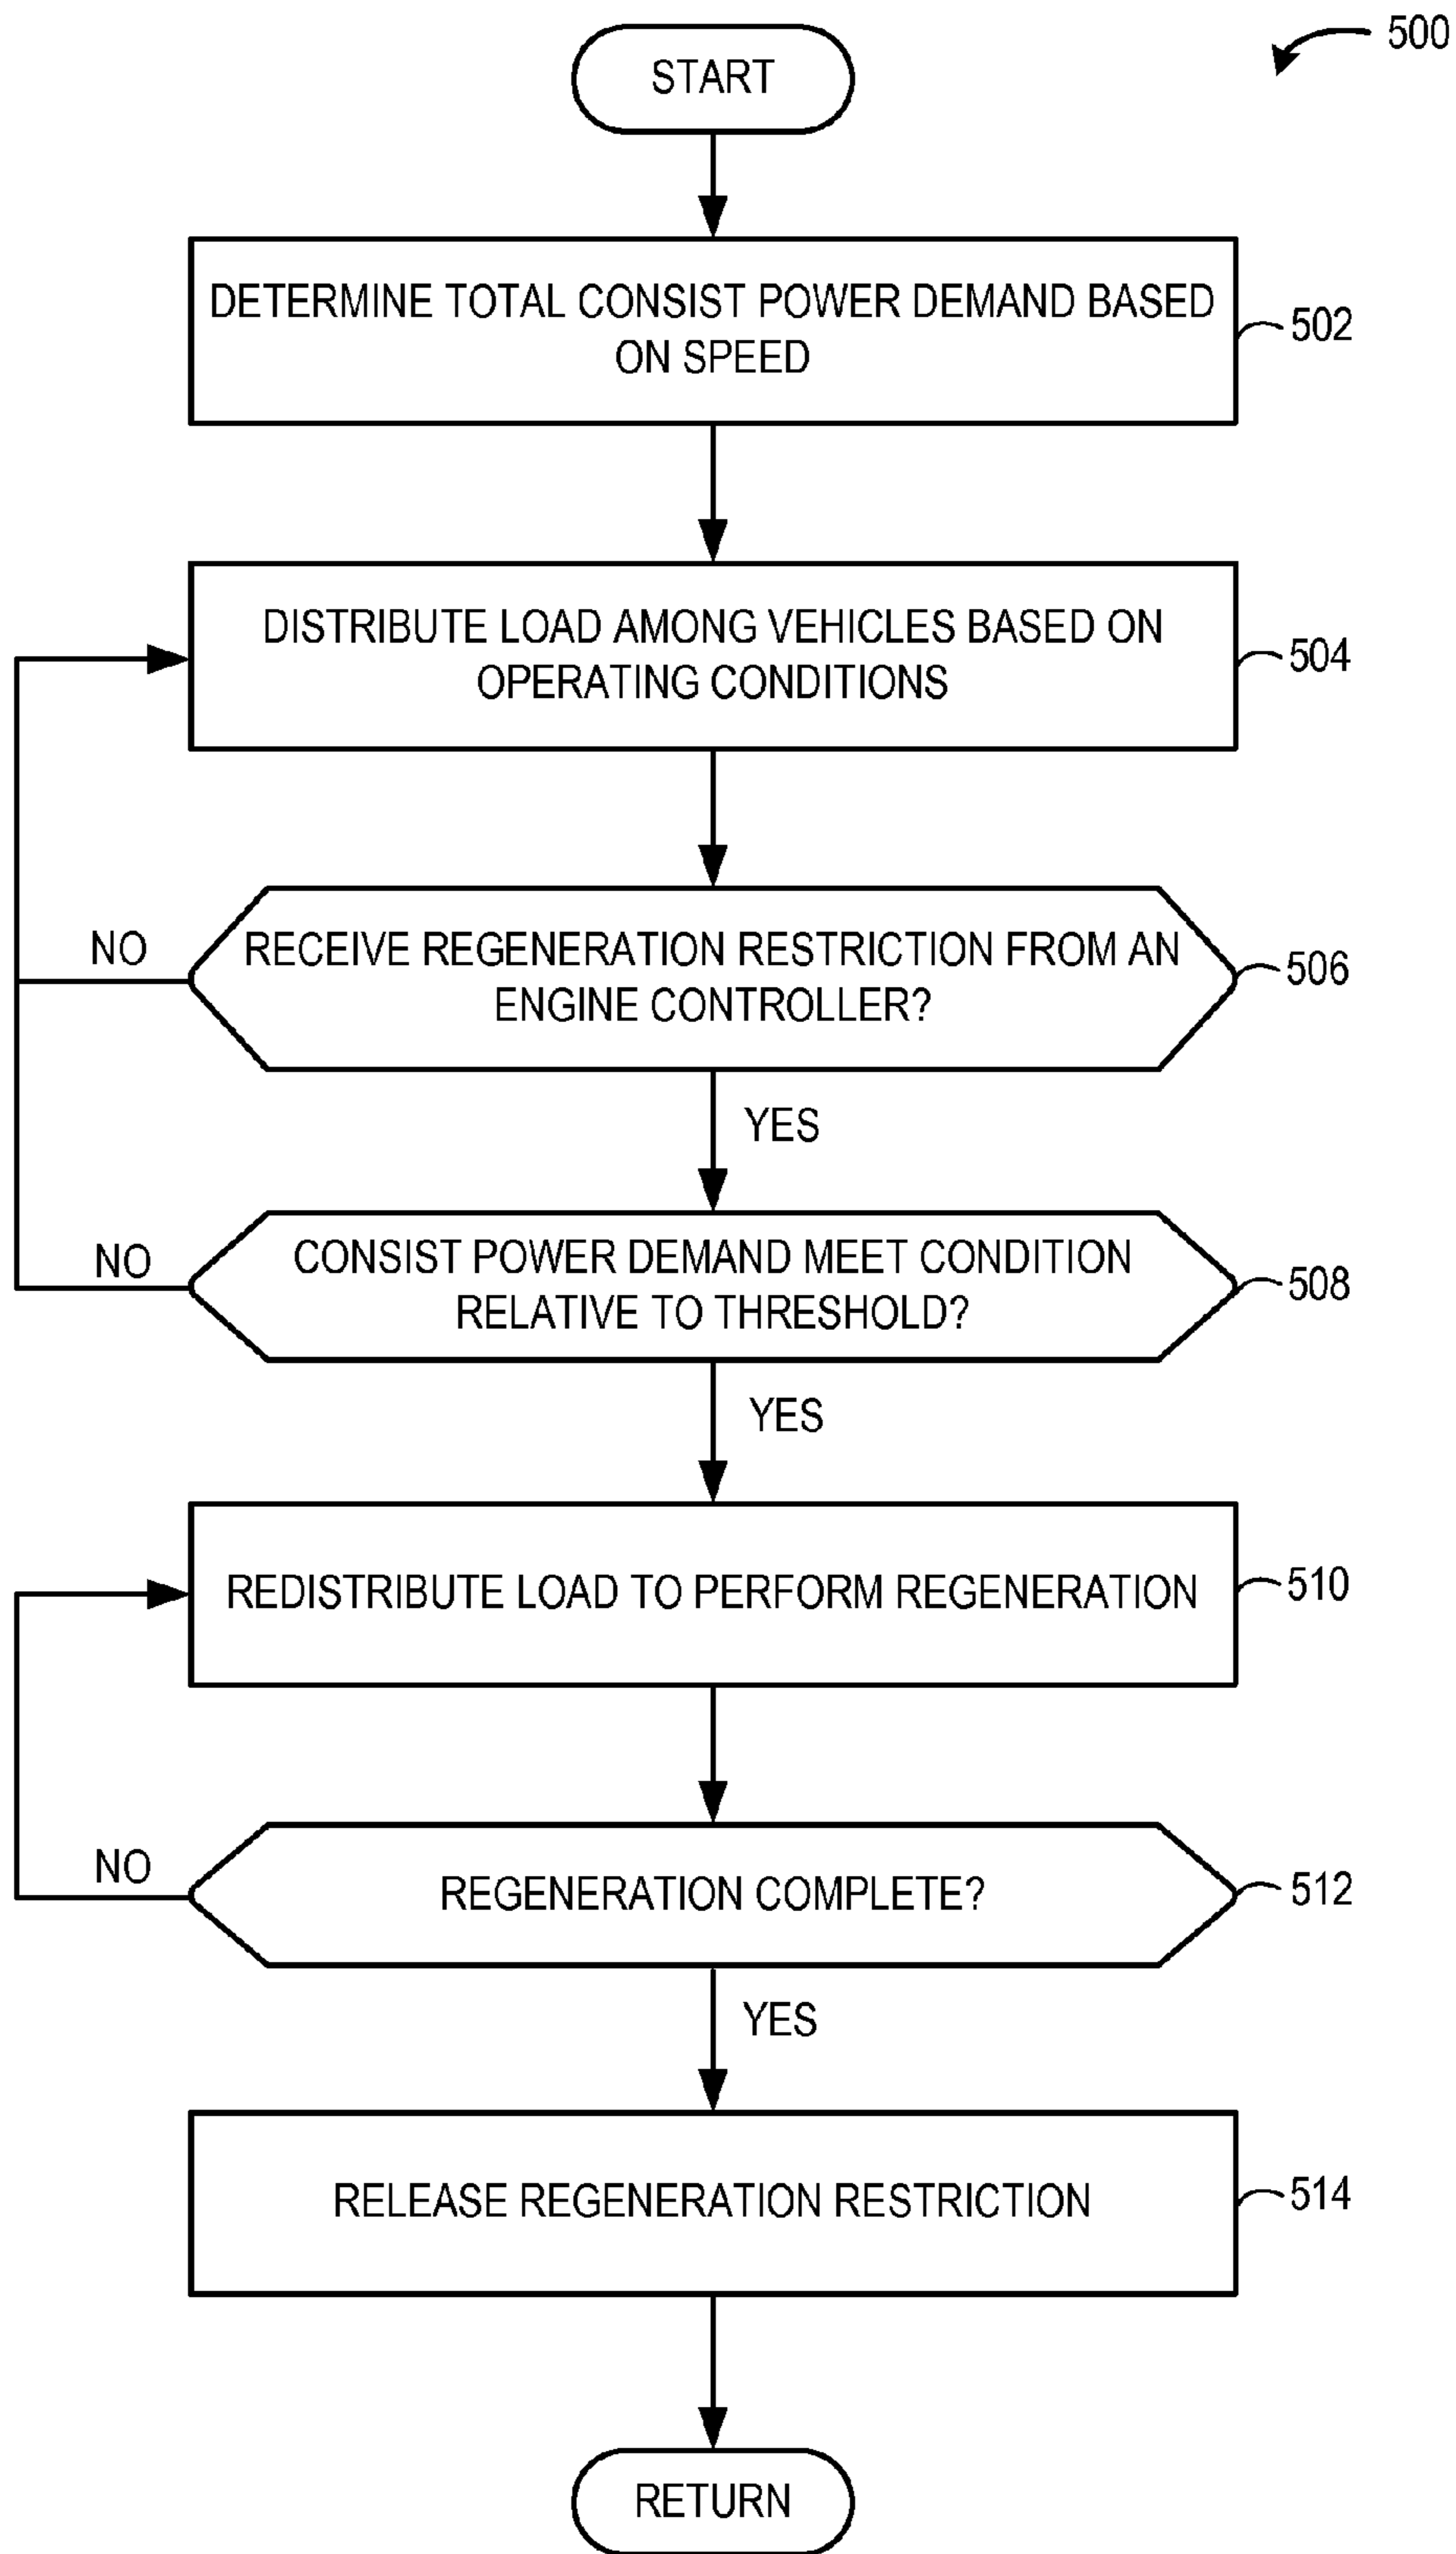 500
START
DETERMINE TOTAL CONSIST POWER DEMAND BASED
ON SPEED
502
DISTRIBUTE LOAD AMONG VEHICLES BASED ON
OPERATING CONDITIONS
504
NO
RECEIVE REGENERATION RESTRICTION FROM AN
ENGINE CONTROLLER?
506
YES
NO
CONSIST POWER DEMAND MEET CONDITION
RELATIVE TO THRESHOLD?
508
YES
REDISTRIBUTE LOAD TO PERFORM REGENERATION
510
NO
REGENERATION COMPLETE?
512
YES
RELEASE REGENERATION RESTRICTION
514
RETURN